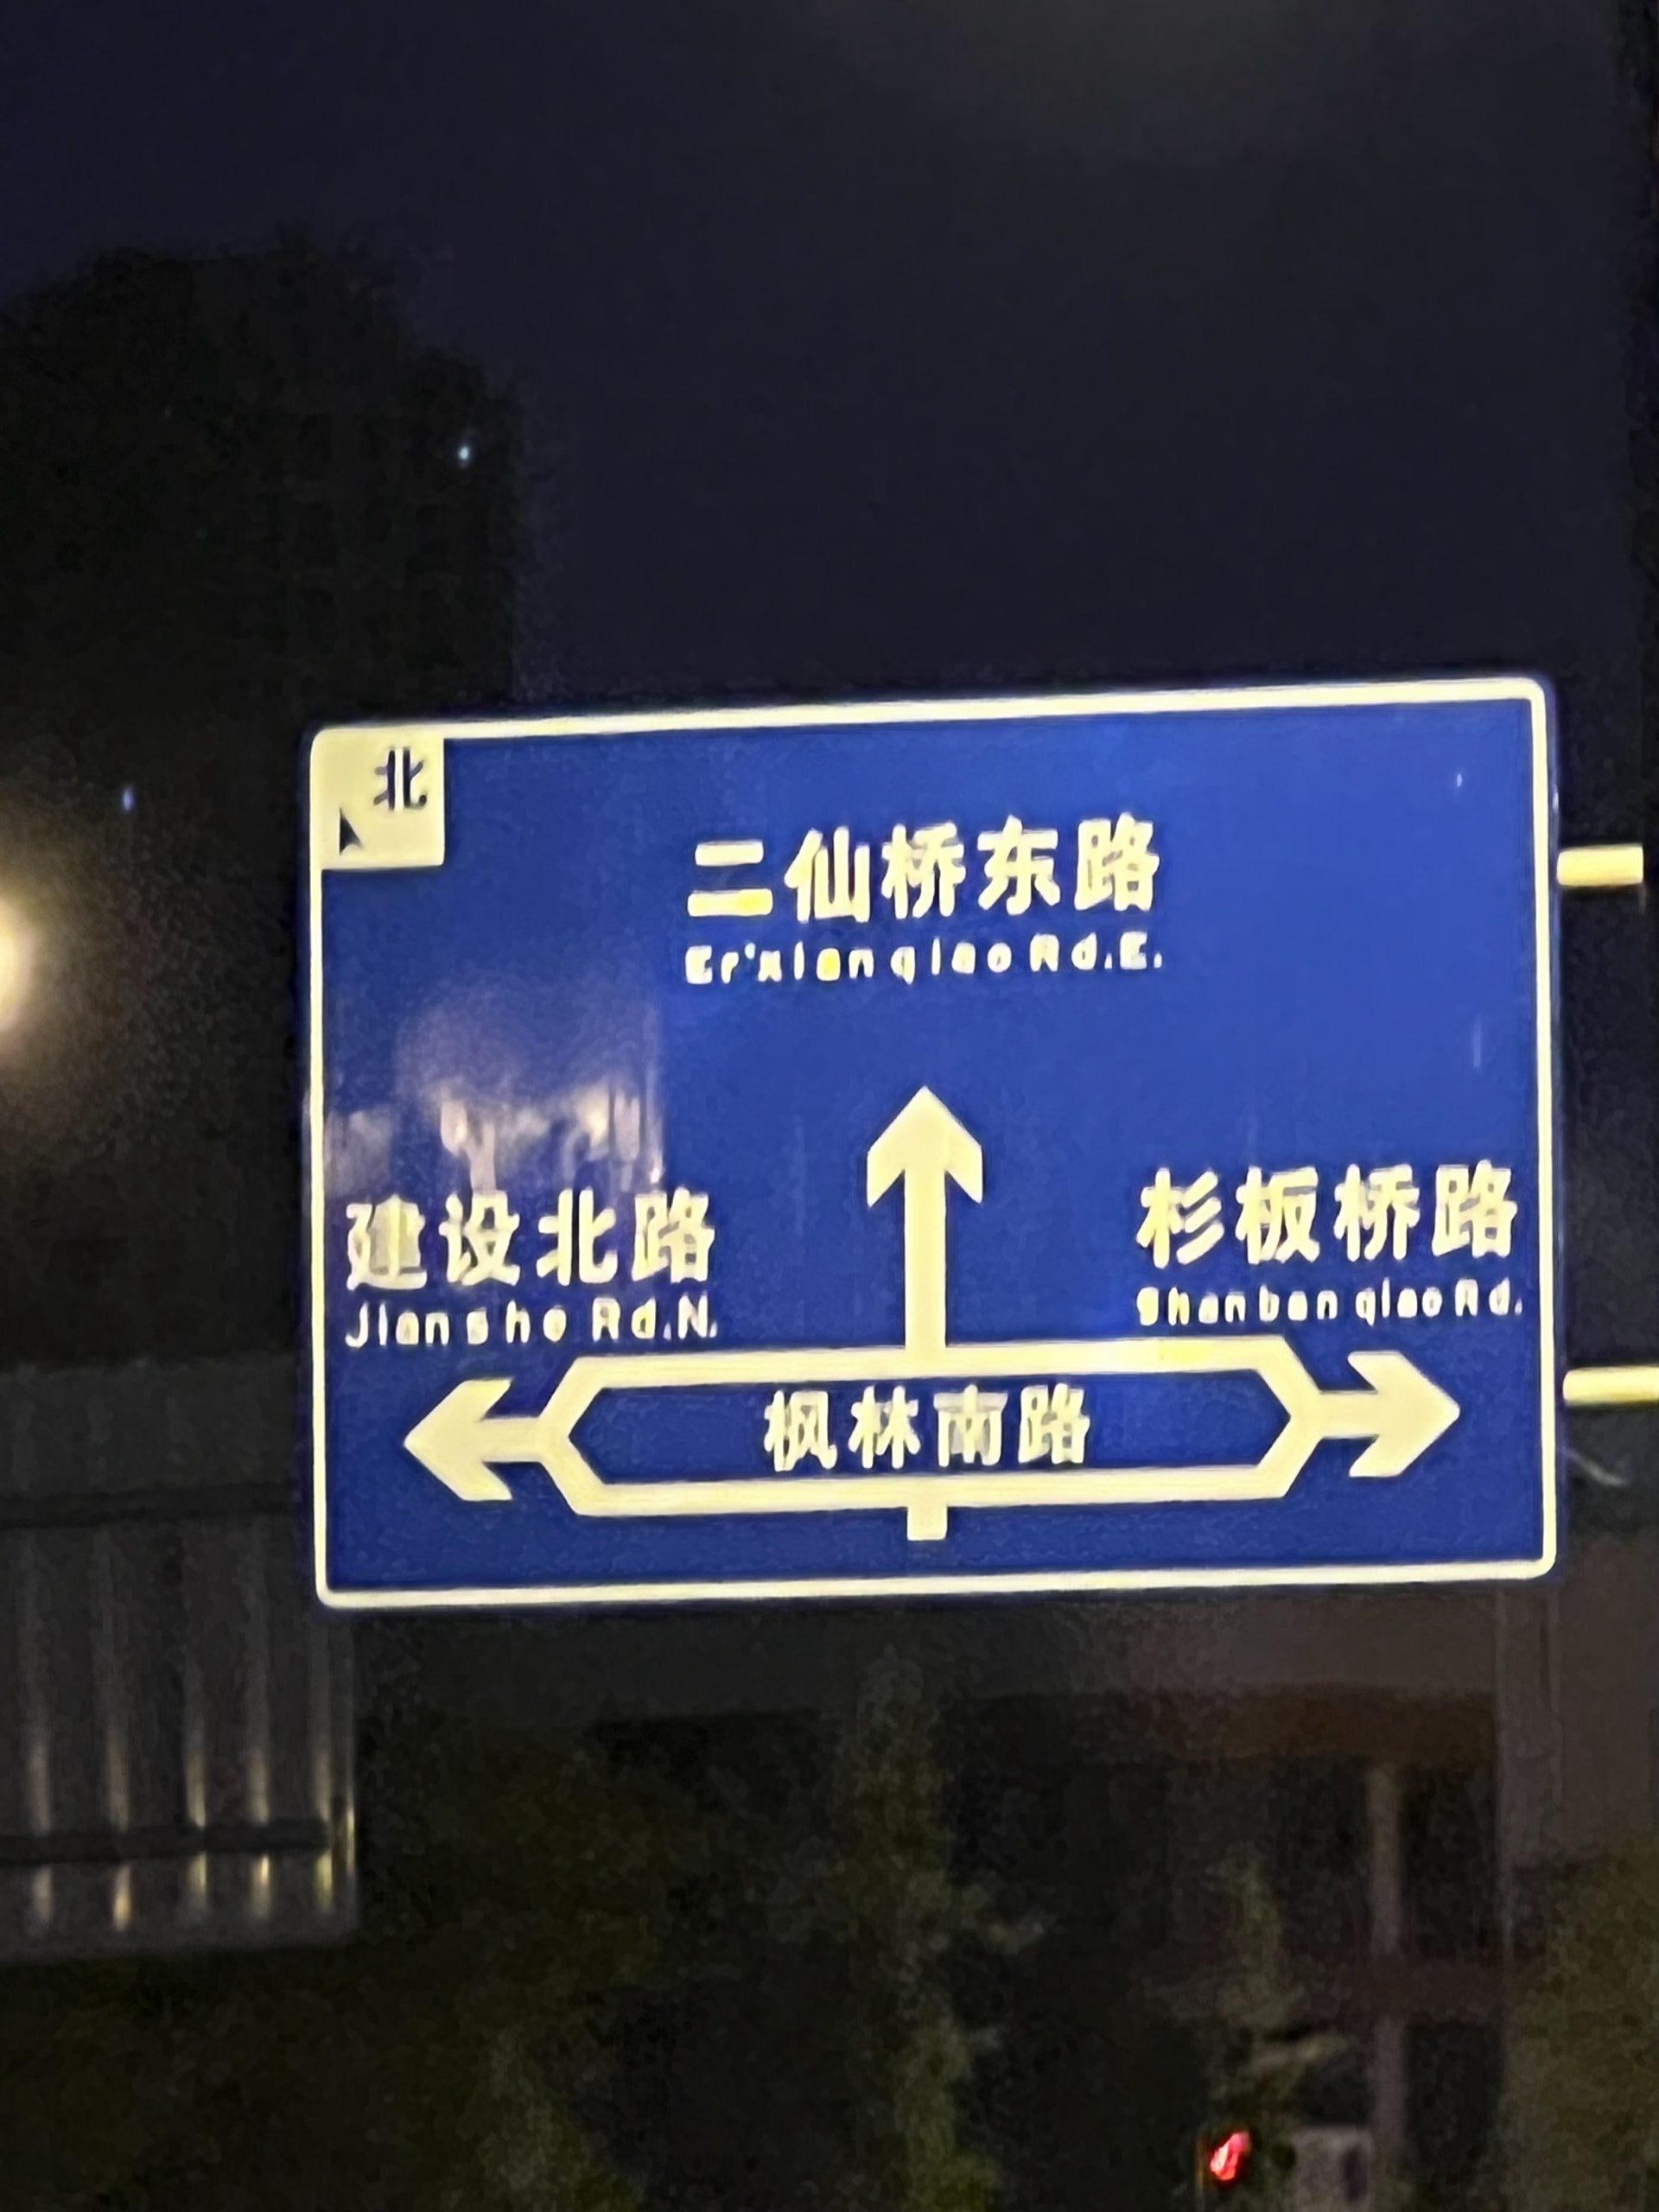 北
二仙桥东路
Er'xianqiao Rd.E.
建设北路
Jianshe Rd.N.
杉板桥路
Shanbanqiao Rd.
枫林南路